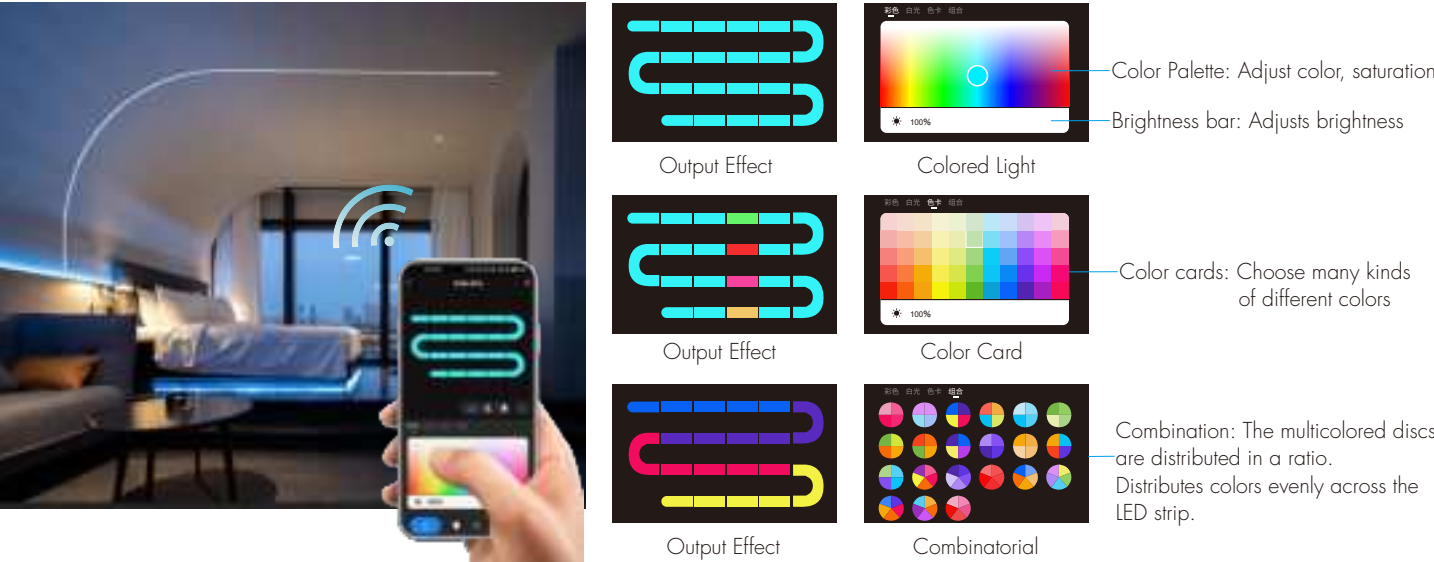 彩色 白光 色卡 组合
100%
Color Palette: Adjust color, saturation
Brightness bar: Adjusts brightness
Output Effect
Colored Light
彩色 白光 色卡 组合
100%
Color cards: Choose many kinds
of different colors
Output Effect
Color Card
彩色 白光 色卡 组合
Combination: The multicolored discs
are distributed in a ratio.
Distributes colors evenly across the
LED strip.
Output Effect
Combinatorial